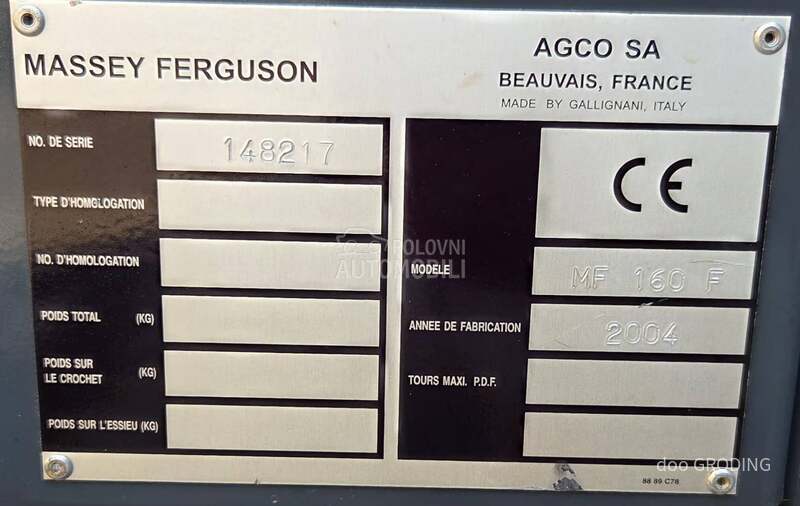 MASSEY FERGUSON
AGCO SA
BEAUVAIS, FRANCE
MADE BY GALLIGNANI, ITALY
NO. DE SERIE 148217
TYPE D'HOMOLOGATION
NO. D'HOMOLOGATION
POIDS TOTAL (KG)
POIDS SUR
LE CROCHET (KG)
POIDS SUR L'ESSIEU (KG)
CE
MODELE MF 160 F
ANNEE DE FABRICATION 2004
TOURS MAXI. P.D.F.
88 89 C78
POLOVNI
AUTOMOBILI
doo GRODING